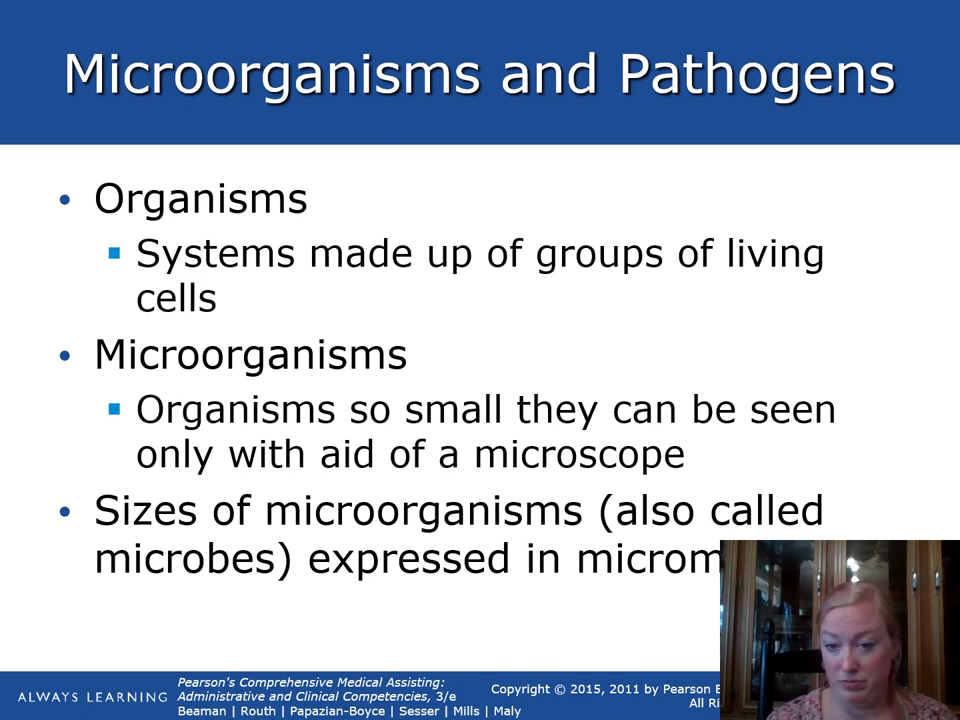 Microorganisms and Pathogens
• Organisms
▪ Systems made up of groups of living
cells
• Microorganisms
▪ Organisms so small they can be seen
only with aid of a microscope
• Sizes of microorganisms (also called
microbes) expressed in
ALWAYS LEARNING
Pearson's Comprehensive Medical Assisting:
Administrative and Clinical Competencies, 3/e
Beaman | Routh | Papazian-Boyce | Sesser | Mills | Maly
Copyright © 2015, 2011 by Pearson
All